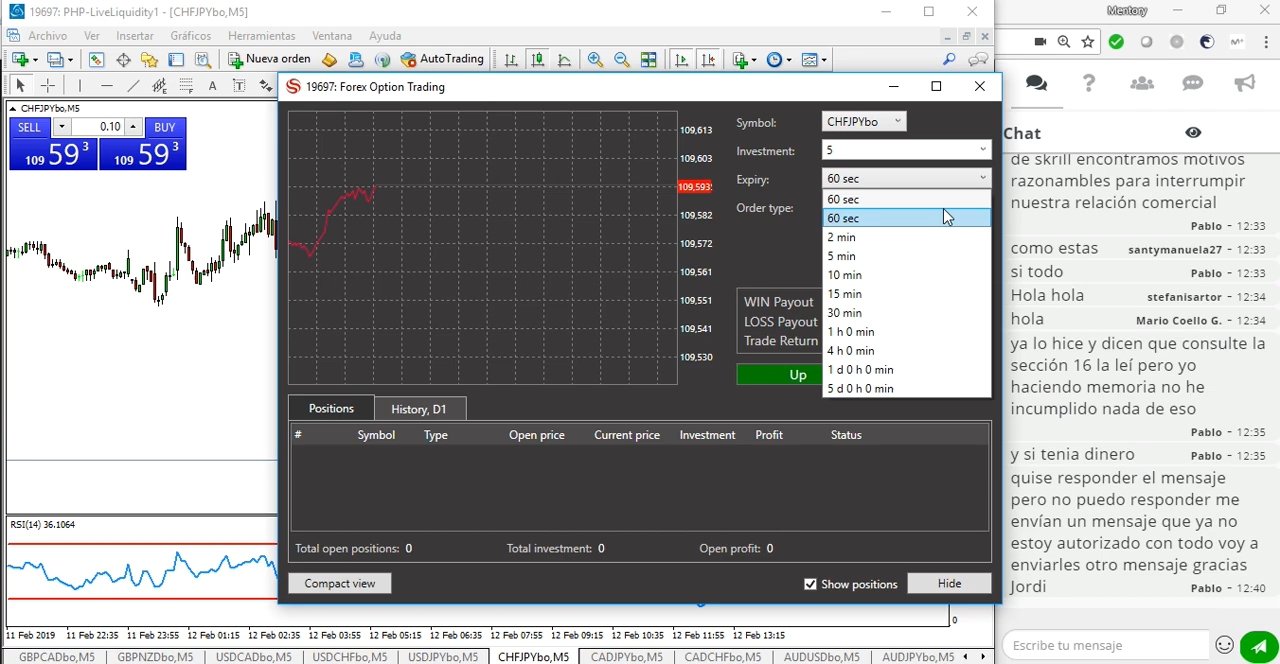 19697: PHP-LiveLiquidity1 - [CHFJPYbo,M5]
Archivo Ver Insertar Gráficos Herramientas Ventana Ayuda
Nueva orden AutoTrading
CHFJPYbo,M5
SELL 0.10 BUY
109 59 3 109 59 3
RSI(14) 36.1064
0
11 Feb 2019 11 Feb 22:35 11 Feb 23:55 12 Feb 01:15 12 Feb 02:35 12 Feb 03:55 12 Feb 05:15 12 Feb 06:35 12 Feb 07:55 12 Feb 09:15 12 Feb 10:35 12 Feb 11:55 12 Feb 13:15
GBPCADbo,M5 GBPNZDbo,M5 USDCADbo,M5 USDCHFbo,M5 USDJPYbo,M5 CHFJPYbo,M5 CADJPYbo,M5 CADCHFbo,M5 AUDUSDbo,M5 AUDJPYbo,M5
19697: Forex Option Trading
109,613
109,603
109,593
109,582
109,572
109,561
109,551
109,541
109,530
Symbol: CHFJPYbo
Investment: 5
Expiry: 60 sec
Order type:
60 sec
60 sec
2 min
5 min
10 min
15 min
30 min
1 h 0 min
4 h 0 min
1 d 0 h 0 min
5 d 0 h 0 min
WIN Payout
LOSS Payout
Trade Return
Up
Positions History, D1
# Symbol Type Open price Current price Investment Profit Status
Total open positions: 0 Total investment: 0 Open profit: 0
Compact view Show positions Hide
Mentory
Chat
de skrill encontramos motivos
razonambles para interrumpir
nuestra relación comercial
Pablo - 12:33
como estas santymanuela27 - 12:33
si todo Pablo - 12:33
Hola hola stefanisartor - 12:34
hola Mario Coello G. - 12:34
ya lo hice y dicen que consulte la
sección 16 la leí pero yo
haciendo memoria no he
incumplido nada de eso
Pablo - 12:35
y si tenia dinero Pablo - 12:35
quise responder el mensaje
pero no puedo responder me
envían un mensaje que ya no
estoy autorizado con todo voy a
enviarles otro mensaje gracias
Jordi Pablo - 12:40
Escribe tu mensaje